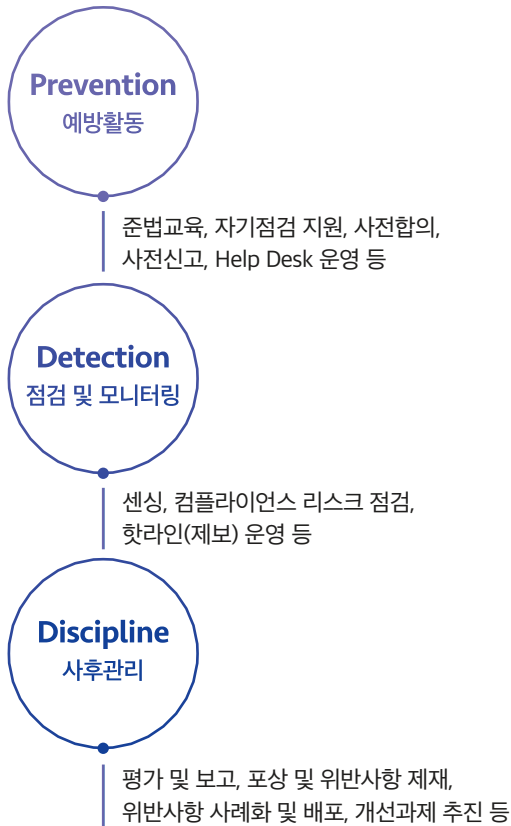 Prevention
예방활동
준법교육, 자기점검 지원, 사전합의,
사전신고, Help Desk 운영 등
Detection
점검 및 모니터링
센싱, 컴플라이언스 리스크 점검,
핫라인(제보) 운영 등
Discipline
사후관리
평가 및 보고, 포상 및 위반사항 제재,
위반사항 사례화 및 배포, 개선과제 추진 등